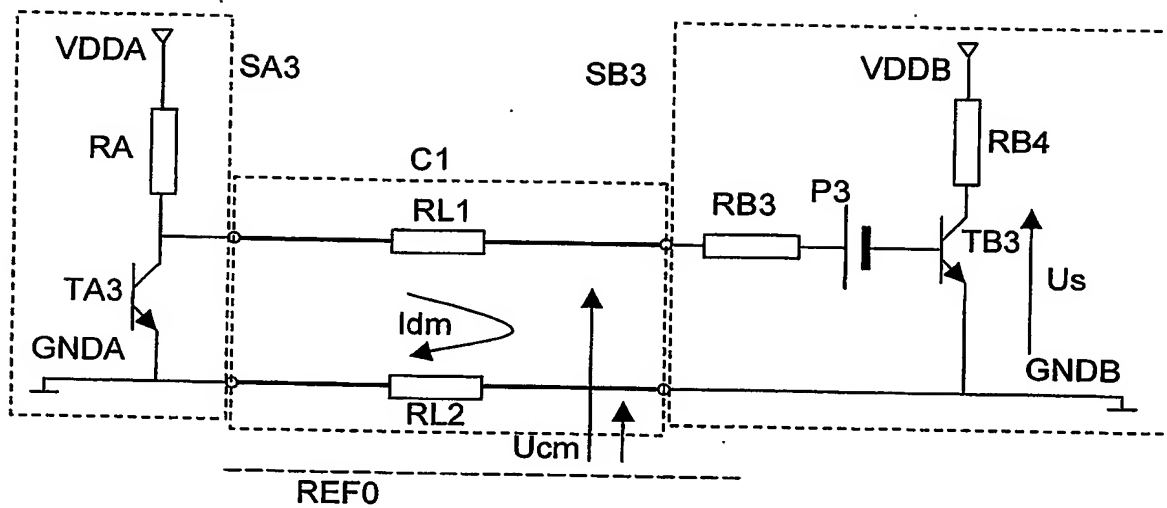 VDDA
SA3
SB3
VDDB
RA
C1
RB4
P3
RL1
RB3
TB3
TA3
Us
Idm
GNDA
GNDB
RL2
Ucm
REF0